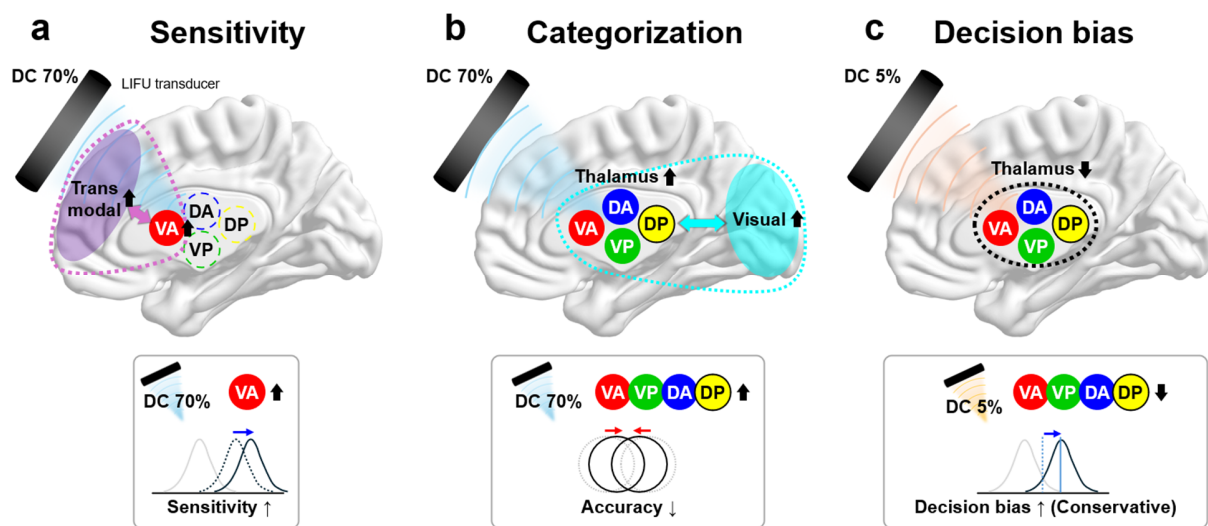 a Sensitivity
DC 70%
LIFU transducer
Trans
modal
VA
DA
DP
VP
DC 70%
VA
Sensitivity ↑
b Categorization
DC 70%
Thalamus
DA
VA
DP
VP
Visual
DC 70%
VA VP DA DP
Accuracy ↓
c Decision bias
DC 5%
Thalamus
DA
VA
DP
VP
DC 5%
VA VP DA DP
Decision bias ↑ (Conservative)